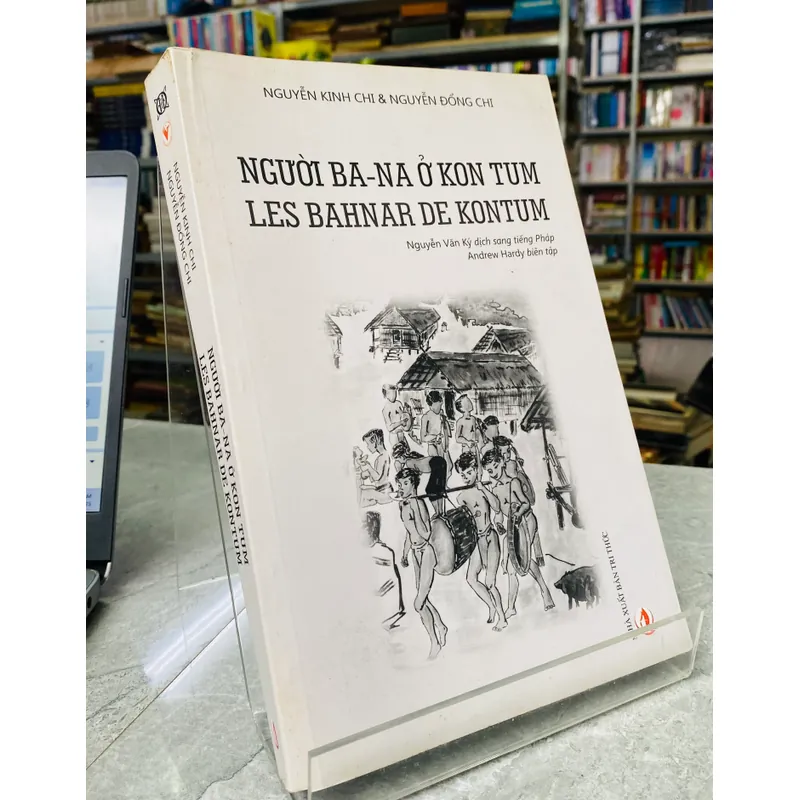 NGUYỄN KINH CHI & NGUYỄN ĐỔNG CHI
NGƯỜI BA-NA Ở KON TUM
LES BAHNAR DE KONTUM
Nguyễn Văn Ký dịch sang tiếng Pháp
Andrew Hardy biên tập
NHÀ XUẤT BẢN TRI THỨC
NGUYỄN KINH CHI
NGUYỄN ĐỔNG CHI
NGƯỜI BA-NA Ở KON TUM
LES BAHNAR DE KONTUM